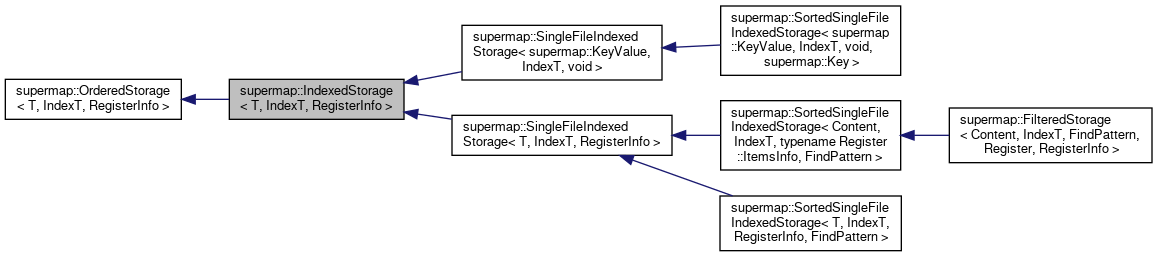 supermap::OrderedStorage
< T, IndexT, RegisterInfo >
supermap::IndexedStorage
< T, IndexT, RegisterInfo >
supermap::SingleFileIndexed
Storage< supermap::KeyValue,
IndexT, void >
supermap::SingleFileIndexed
Storage< T, IndexT, RegisterInfo >
supermap::SortedSingleFile
IndexedStorage< supermap
::KeyValue, IndexT, void,
supermap::Key >
supermap::SortedSingleFile
IndexedStorage< Content,
IndexT, typename Register
::ItemsInfo, FindPattern >
supermap::SortedSingleFile
IndexedStorage< T, IndexT,
RegisterInfo, FindPattern >
supermap::FilteredStorage
< Content, IndexT, FindPattern,
Register, RegisterInfo >